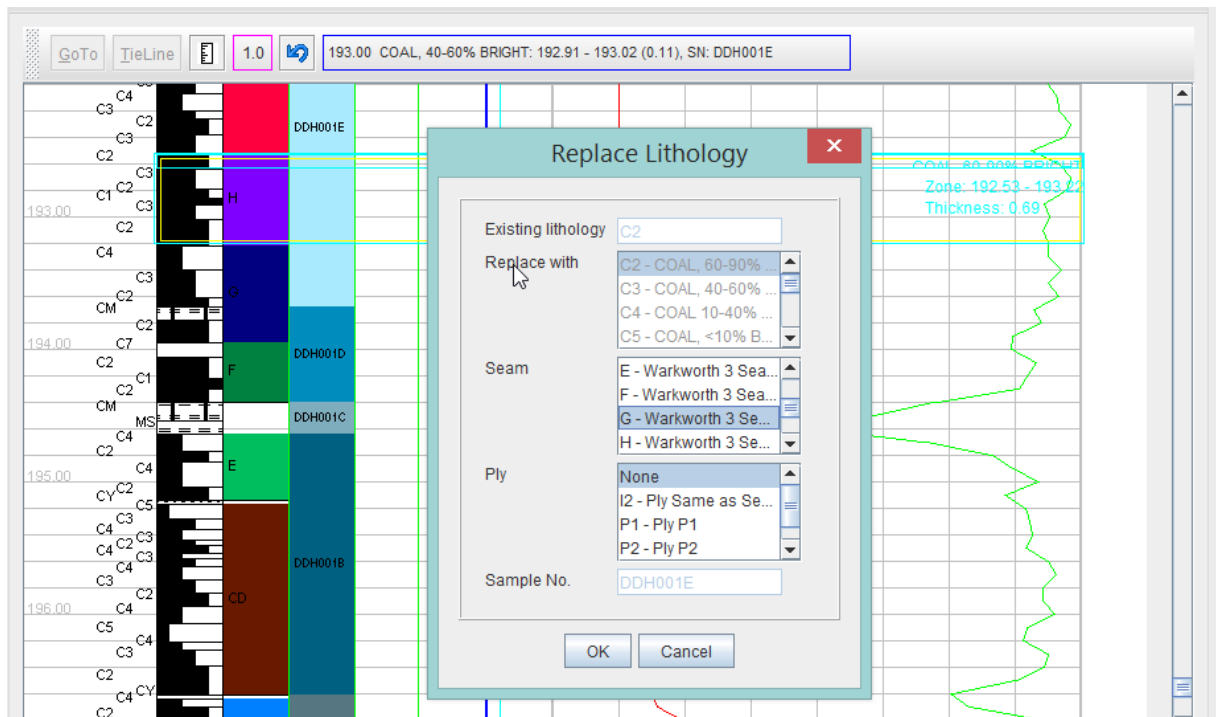 GoTo TieLine 1.0 193.00 COAL, 40-60% BRIGHT: 192.91 - 193.02 (0.11), SN: DDH001E
C4
C3
C2
C3
C2
DDH001E
C3
C2
C1
C3
H
193.00
C2
C4
C3
G
C2
CM
C2
194.00
C7
DDH001D
C2
F
C1
C2
CM
DDH001C
MS
C4
C2
C4
E
195.00
C2
CY
C5
C3
C4
C3
C2
C4
C3
C4
DDH001B
C3
C2
CD
196.00
C4
C5
C4
C3
C2
CY
C4
C2
COAL, 60-90% BRIGHT
Zone: 192.53 - 193.22
Thickness: 0.69
Replace Lithology
Existing lithology C2
Replace with
C2 - COAL, 60-90% ...
C3 - COAL, 40-60% ...
C4 - COAL 10-40% ...
C5 - COAL, <10% B...
Seam
E - Warkworth 3 Sea...
F - Warkworth 3 Sea...
G - Warkworth 3 Se...
H - Warkworth 3 Se...
Ply
None
I2 - Ply Same as Se...
P1 - Ply P1
P2 - Ply P2
Sample No. DDH001E
OK Cancel